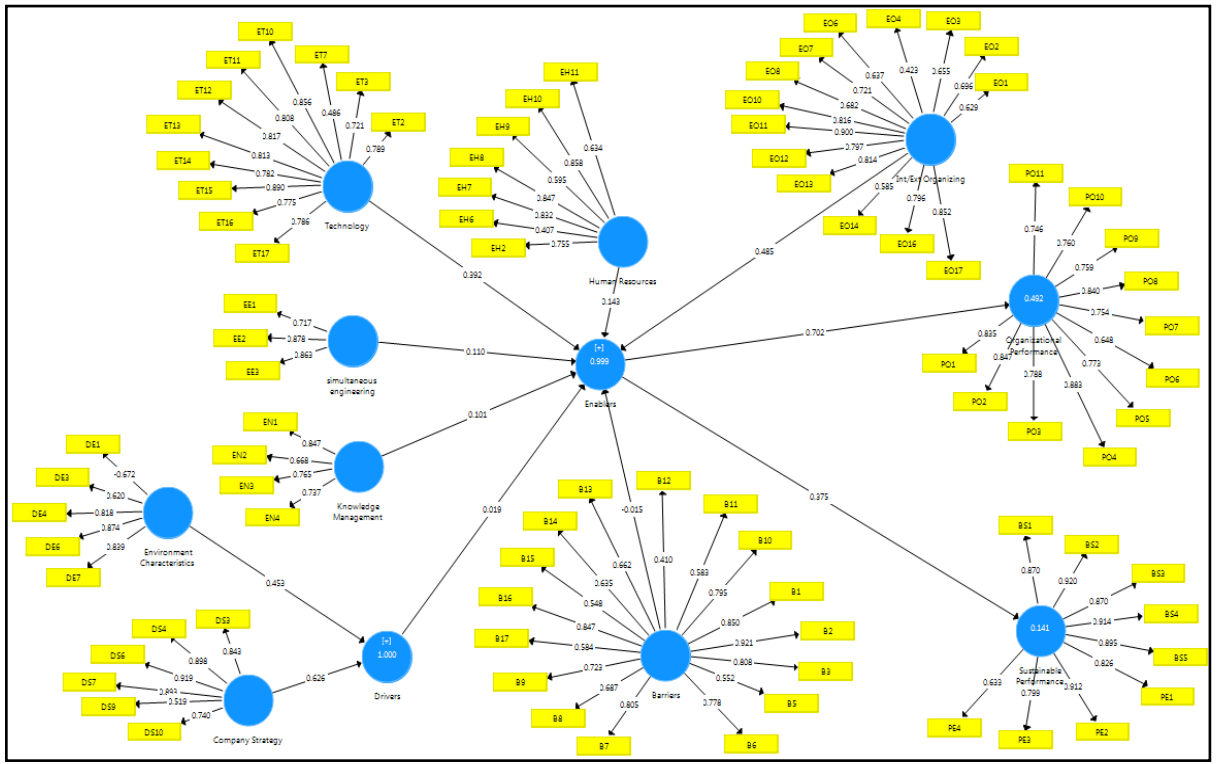 ET10
ET11
ET7
ET12
ET3
ET13
ET2
ET14
ET15
ET16
ET17
0.856
0.486
0.808
0.721
0.817
0.789
0.813
0.782
0.890
0.775
0.786
Technology
EH11
EH10
EH9
EH8
EH7
EH6
EH2
0.634
0.858
0.595
0.847
0.832
0.407
0.755
Human Resources
EO6
EO4
EO3
EO7
EO2
EO8
EO1
EO10
EO11
EO12
EO13
EO14
EO16
EO17
0.637
0.423
0.655
0.721
0.696
0.682
0.629
0.816
0.900
0.797
0.814
0.585
0.796
0.852
Int/Ext Organizing
0.392
0.143
0.485
EE1
EE2
EE3
0.717
0.878
0.863
simultaneous
engineering
0.110
[+]
0.999
Enablers
0.702
PO11
PO10
PO9
PO8
PO7
PO6
PO5
PO4
PO3
PO2
PO1
0.746
0.760
0.759
0.840
0.754
0.648
0.773
0.883
0.788
0.847
0.835
0.492
Organizational
Performance
EN1
EN2
EN3
EN4
0.847
0.668
0.765
0.737
Knowledge
Management
0.101
DE1
DE3
DE4
DE6
DE7
-0.672
0.620
0.818
0.874
0.839
Environment
Characteristics
0.453
0.019
-0.015
0.375
DS3
DS4
DS6
DS7
DS9
DS10
0.843
0.898
0.919
0.519
0.740
Company Strategy
0.626
[+]
1.000
Drivers
B12
B13
B11
B14
B10
B15
B1
B16
B2
B17
B3
B9
B5
B8
B6
B7
0.410
0.662
0.583
0.635
0.795
0.548
0.850
0.847
0.921
0.584
0.808
0.723
0.552
0.687
0.778
0.805
Barriers
BS1
BS2
BS3
BS4
BS5
PE1
PE2
PE3
PE4
0.870
0.920
0.870
0.914
0.895
0.826
0.912
0.799
0.633
0.141
Sustainable
Performance